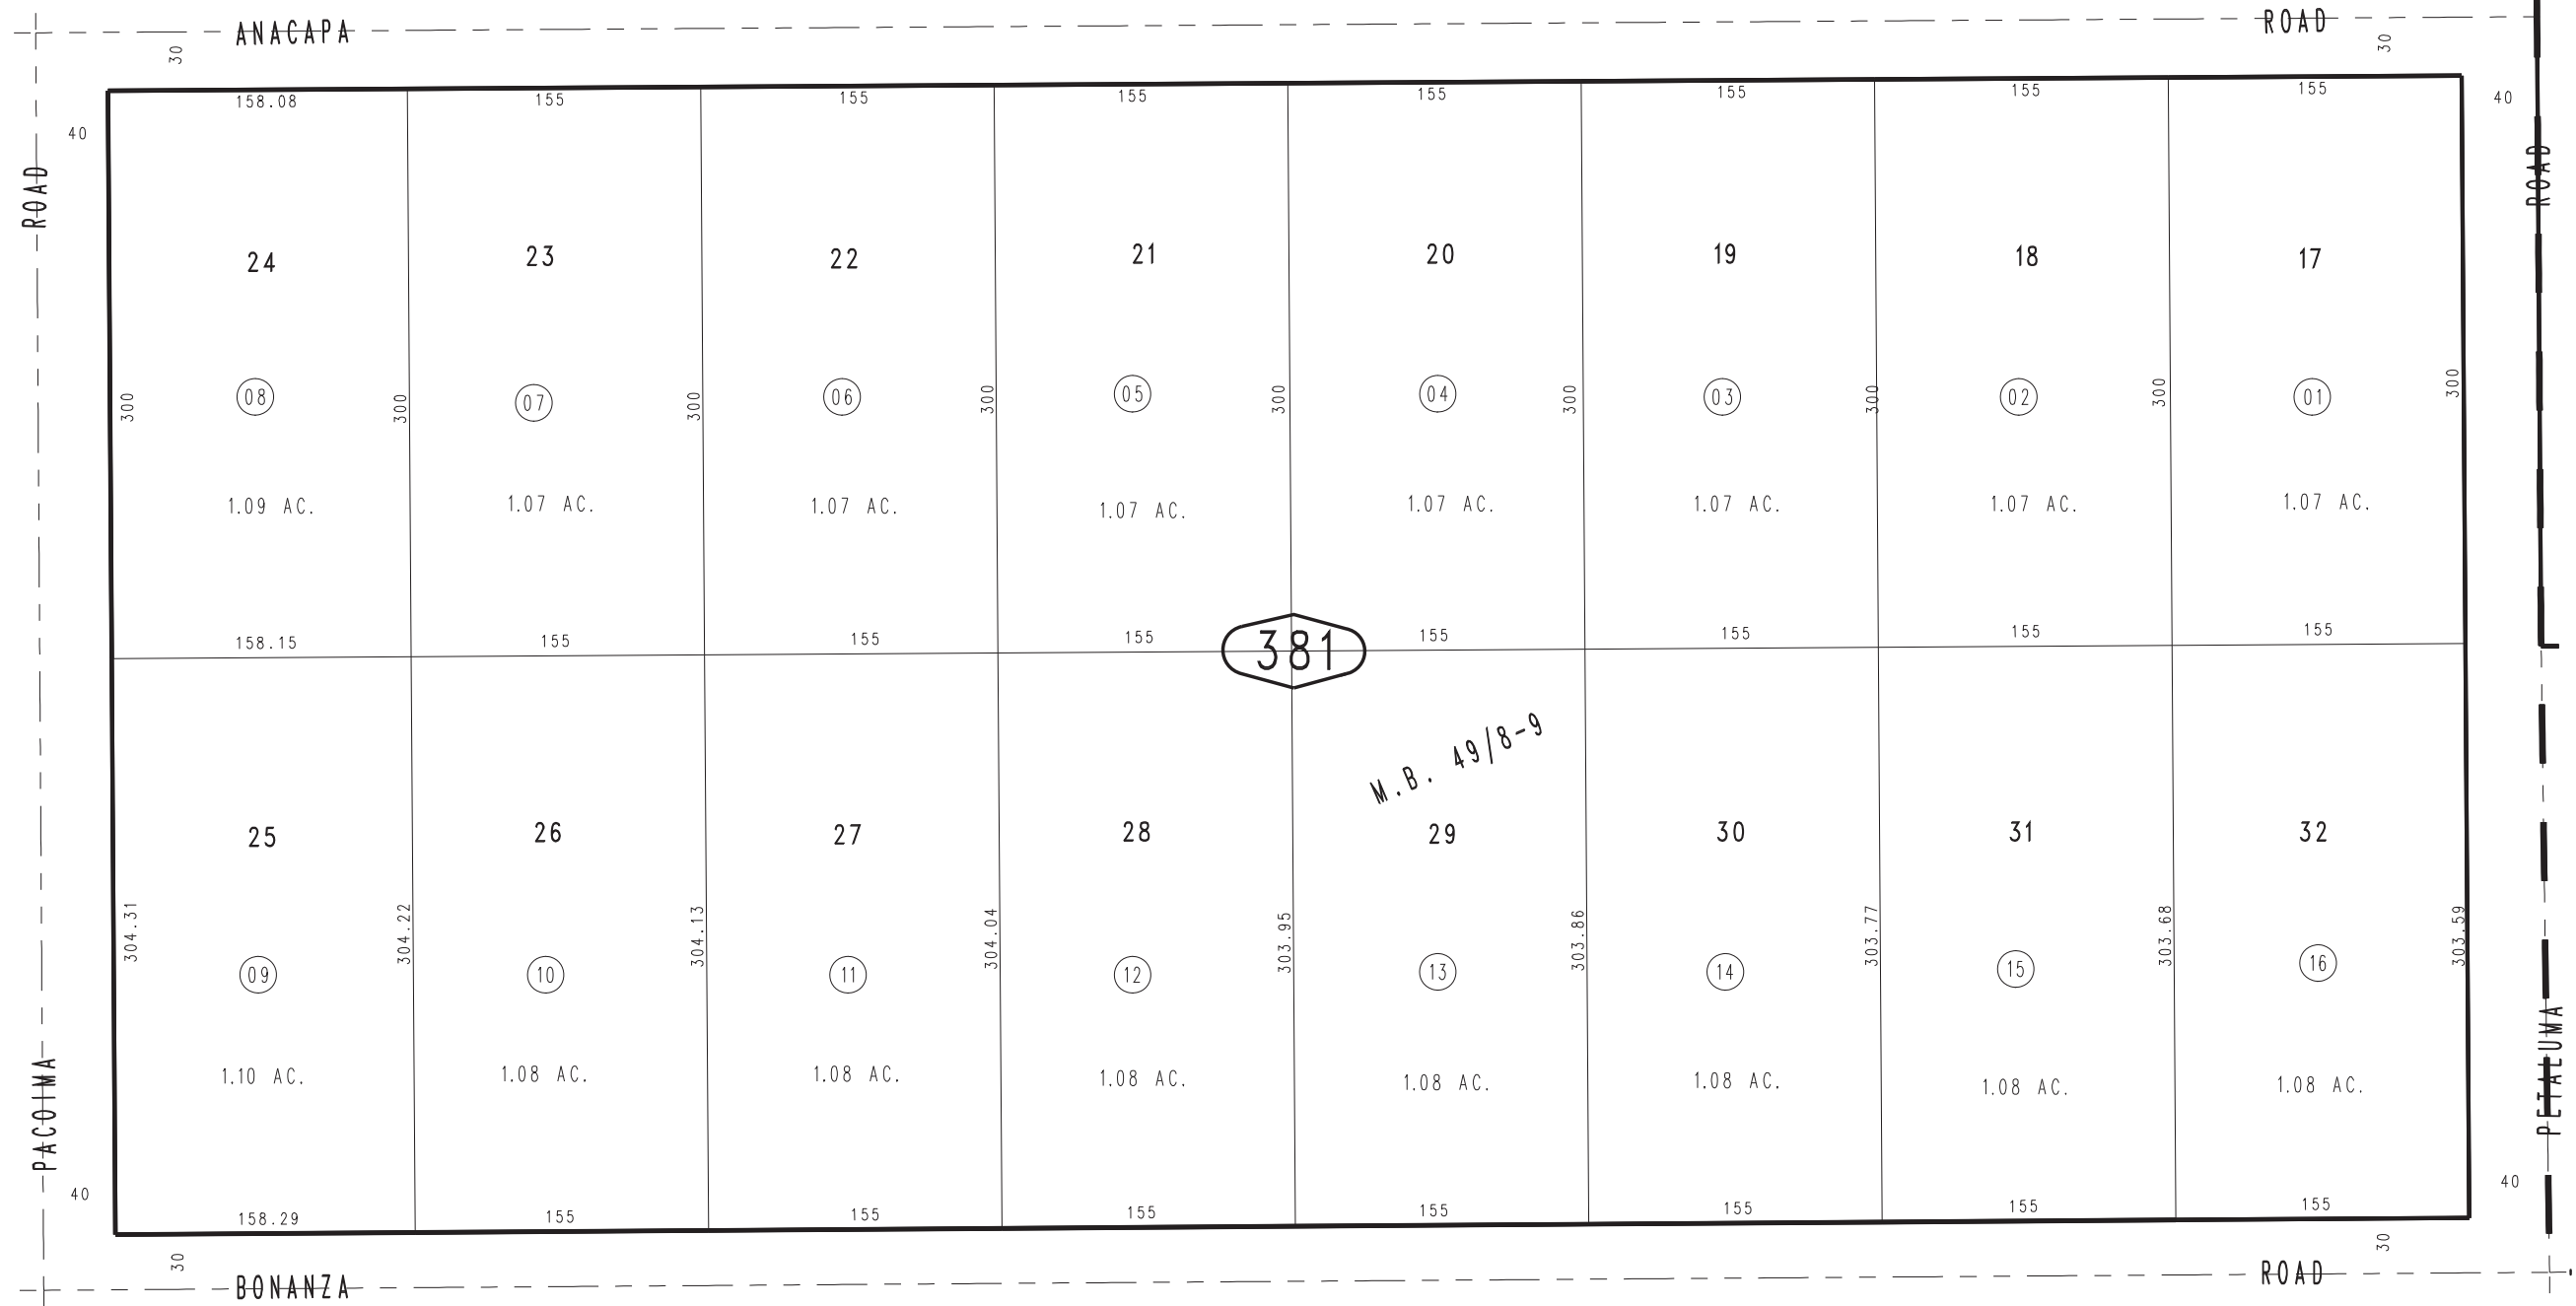 ANACAPA ROAD
30 30
158.08 155 155 155 155 155 155 155
40 40
ROAD ROAD
24 23 22 21 20 19 18 17
08 07 06 05 04 03 02 01
300 300 300 300 300 300 300 300 300
1.09 AC. 1.07 AC. 1.07 AC. 1.07 AC. 1.07 AC. 1.07 AC. 1.07 AC. 1.07 AC.
158.15 155 155 155 155 155 155 155
381
M.B. 49/8-9
25 26 27 28 29 30 31 32
304.31 304.22 304.13 304.04 303.95 303.86 303.77 303.68 303.59
09 10 11 12 13 14 15 16
1.10 AC. 1.08 AC. 1.08 AC. 1.08 AC. 1.08 AC. 1.08 AC. 1.08 AC. 1.08 AC.
PACOIMA PETALUMA
40 40
158.29 155 155 155 155 155 155 155
30 30
BONANZA ROAD